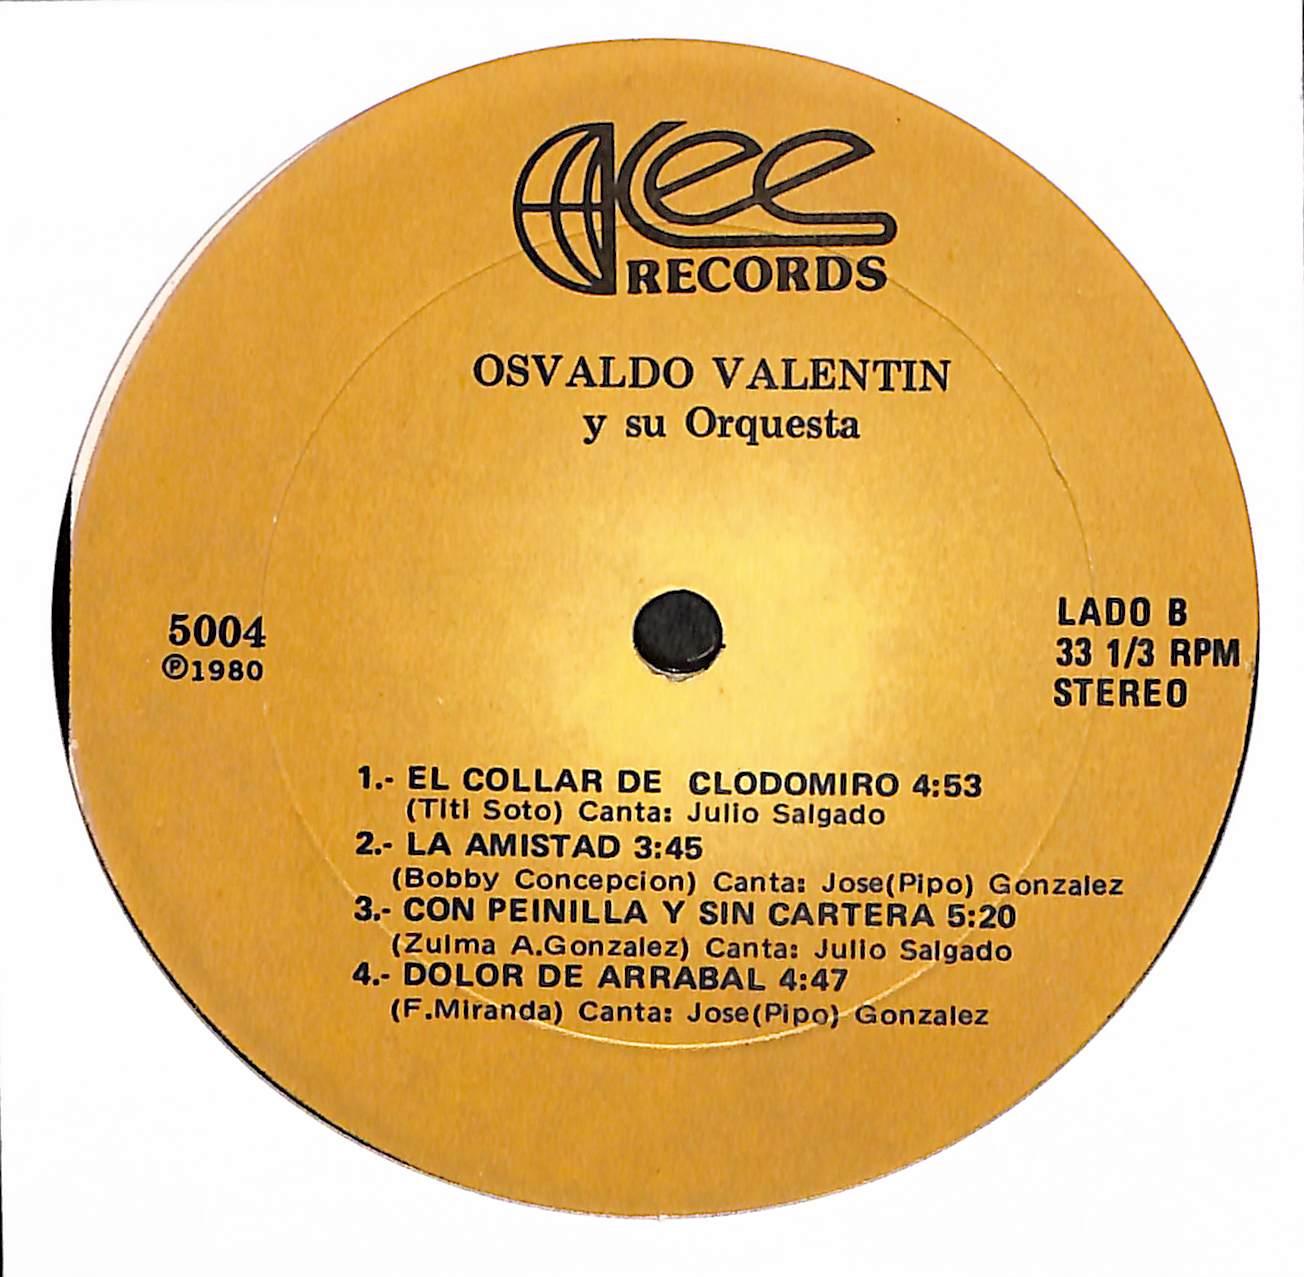 RECORDS
OSVALDO VALENTIN
y su Orquesta
5004
℗1980
LADO B
33 1/3 RPM
STEREO
1.- EL COLLAR DE CLODOMIRO 4:53
(Titi Soto) Canta: Julio Salgado
2.- LA AMISTAD 3:45
(Bobby Concepcion) Canta: Jose(Pipo) Gonzalez
3.- CON PEINILLA Y SIN CARTERA 5:20
(Zulma A.Gonzalez) Canta: Julio Salgado
4.- DOLOR DE ARRABAL 4:47
(F.Miranda) Canta: Jose(Pipo) Gonzalez